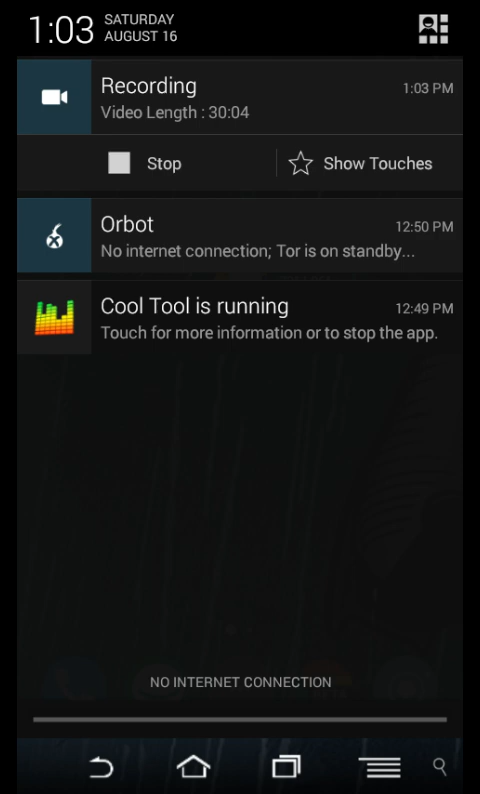 1:03 SATURDAY
AUGUST 16
Recording 1:03 PM
Video Length : 30:04
Stop Show Touches
Orbot 12:50 PM
No internet connection; Tor is on standby...
Cool Tool is running 12:49 PM
Touch for more information or to stop the app.
NO INTERNET CONNECTION